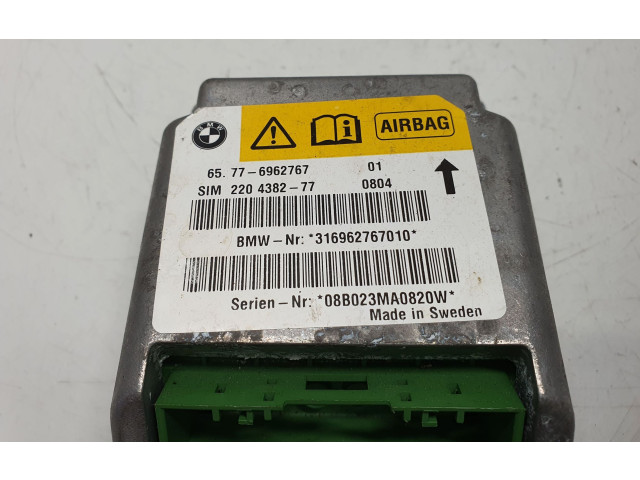 BMW
AIRBAG
65. 77-6962767 01
SIM 220 4382-77 0804
BMW-Nr: *316962767010*
Serien-Nr: *08B023MA0820W*
Made in Sweden